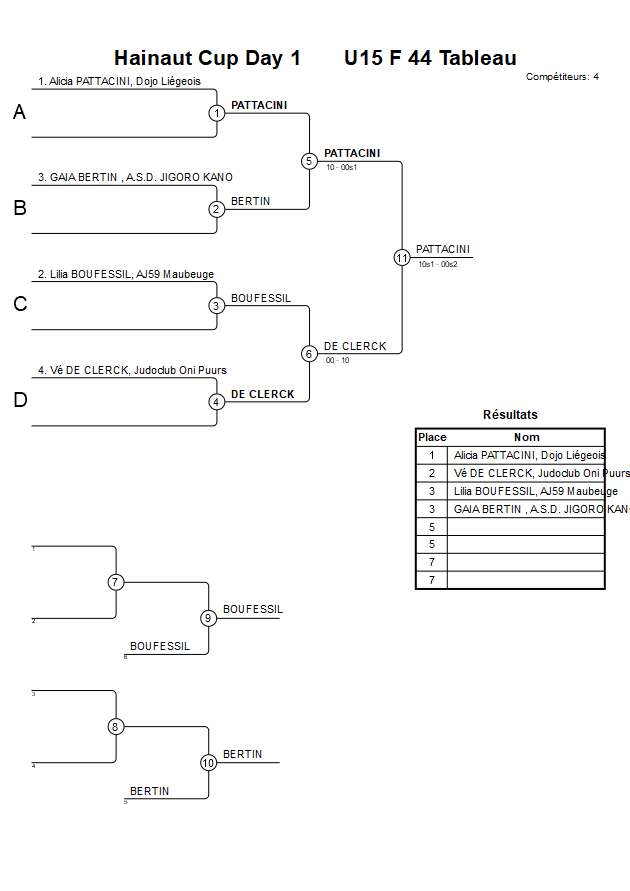 Hainaut Cup Day 1 U15 F 44 Tableau
Compétiteurs: 4
1. Alicia PATTACINI, Dojo Liégeois
A
1
PATTACINI
5
PATTACINI
10 - 00s1
3. GAIA BERTIN , A.S.D. JIGORO KANO
B
2
BERTIN
11
PATTACINI
10s1 - 00s2
2. Lilia BOUFESSIL, AJ59 Maubeuge
C
3
BOUFESSIL
6
DE CLERCK
00 - 10
4. Vé DE CLERCK, Judoclub Oni Puurs
D
4
DE CLERCK
Résultats
Place Nom
1 Alicia PATTACINI, Dojo Liégeois
2 Vé DE CLERCK, Judoclub Oni Puurs
3 Lilia BOUFESSIL, AJ59 Maubeuge
3 GAIA BERTIN , A.S.D. JIGORO KAN
5
5
7
7
1
7
2
9
BOUFESSIL
BOUFESSIL
6
3
8
4
10
BERTIN
BERTIN
5